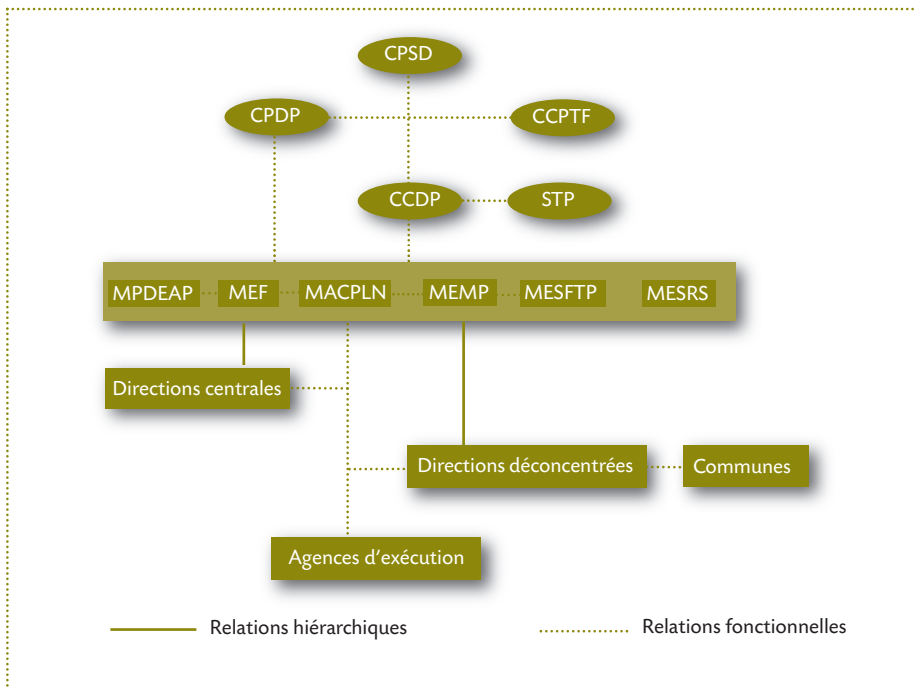 CPSD
CPDP
CCPTF
CCDP
STP
MPDEAP MEF MACPLN MEMP MESFTP MESRS
Directions centrales
Directions déconcentrées
Communes
Agences d'exécution
Relations hiérarchiques
Relations fonctionnelles